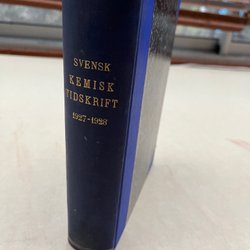 SVENSK
KEMISK
TIDSKRIFT
1927-1928